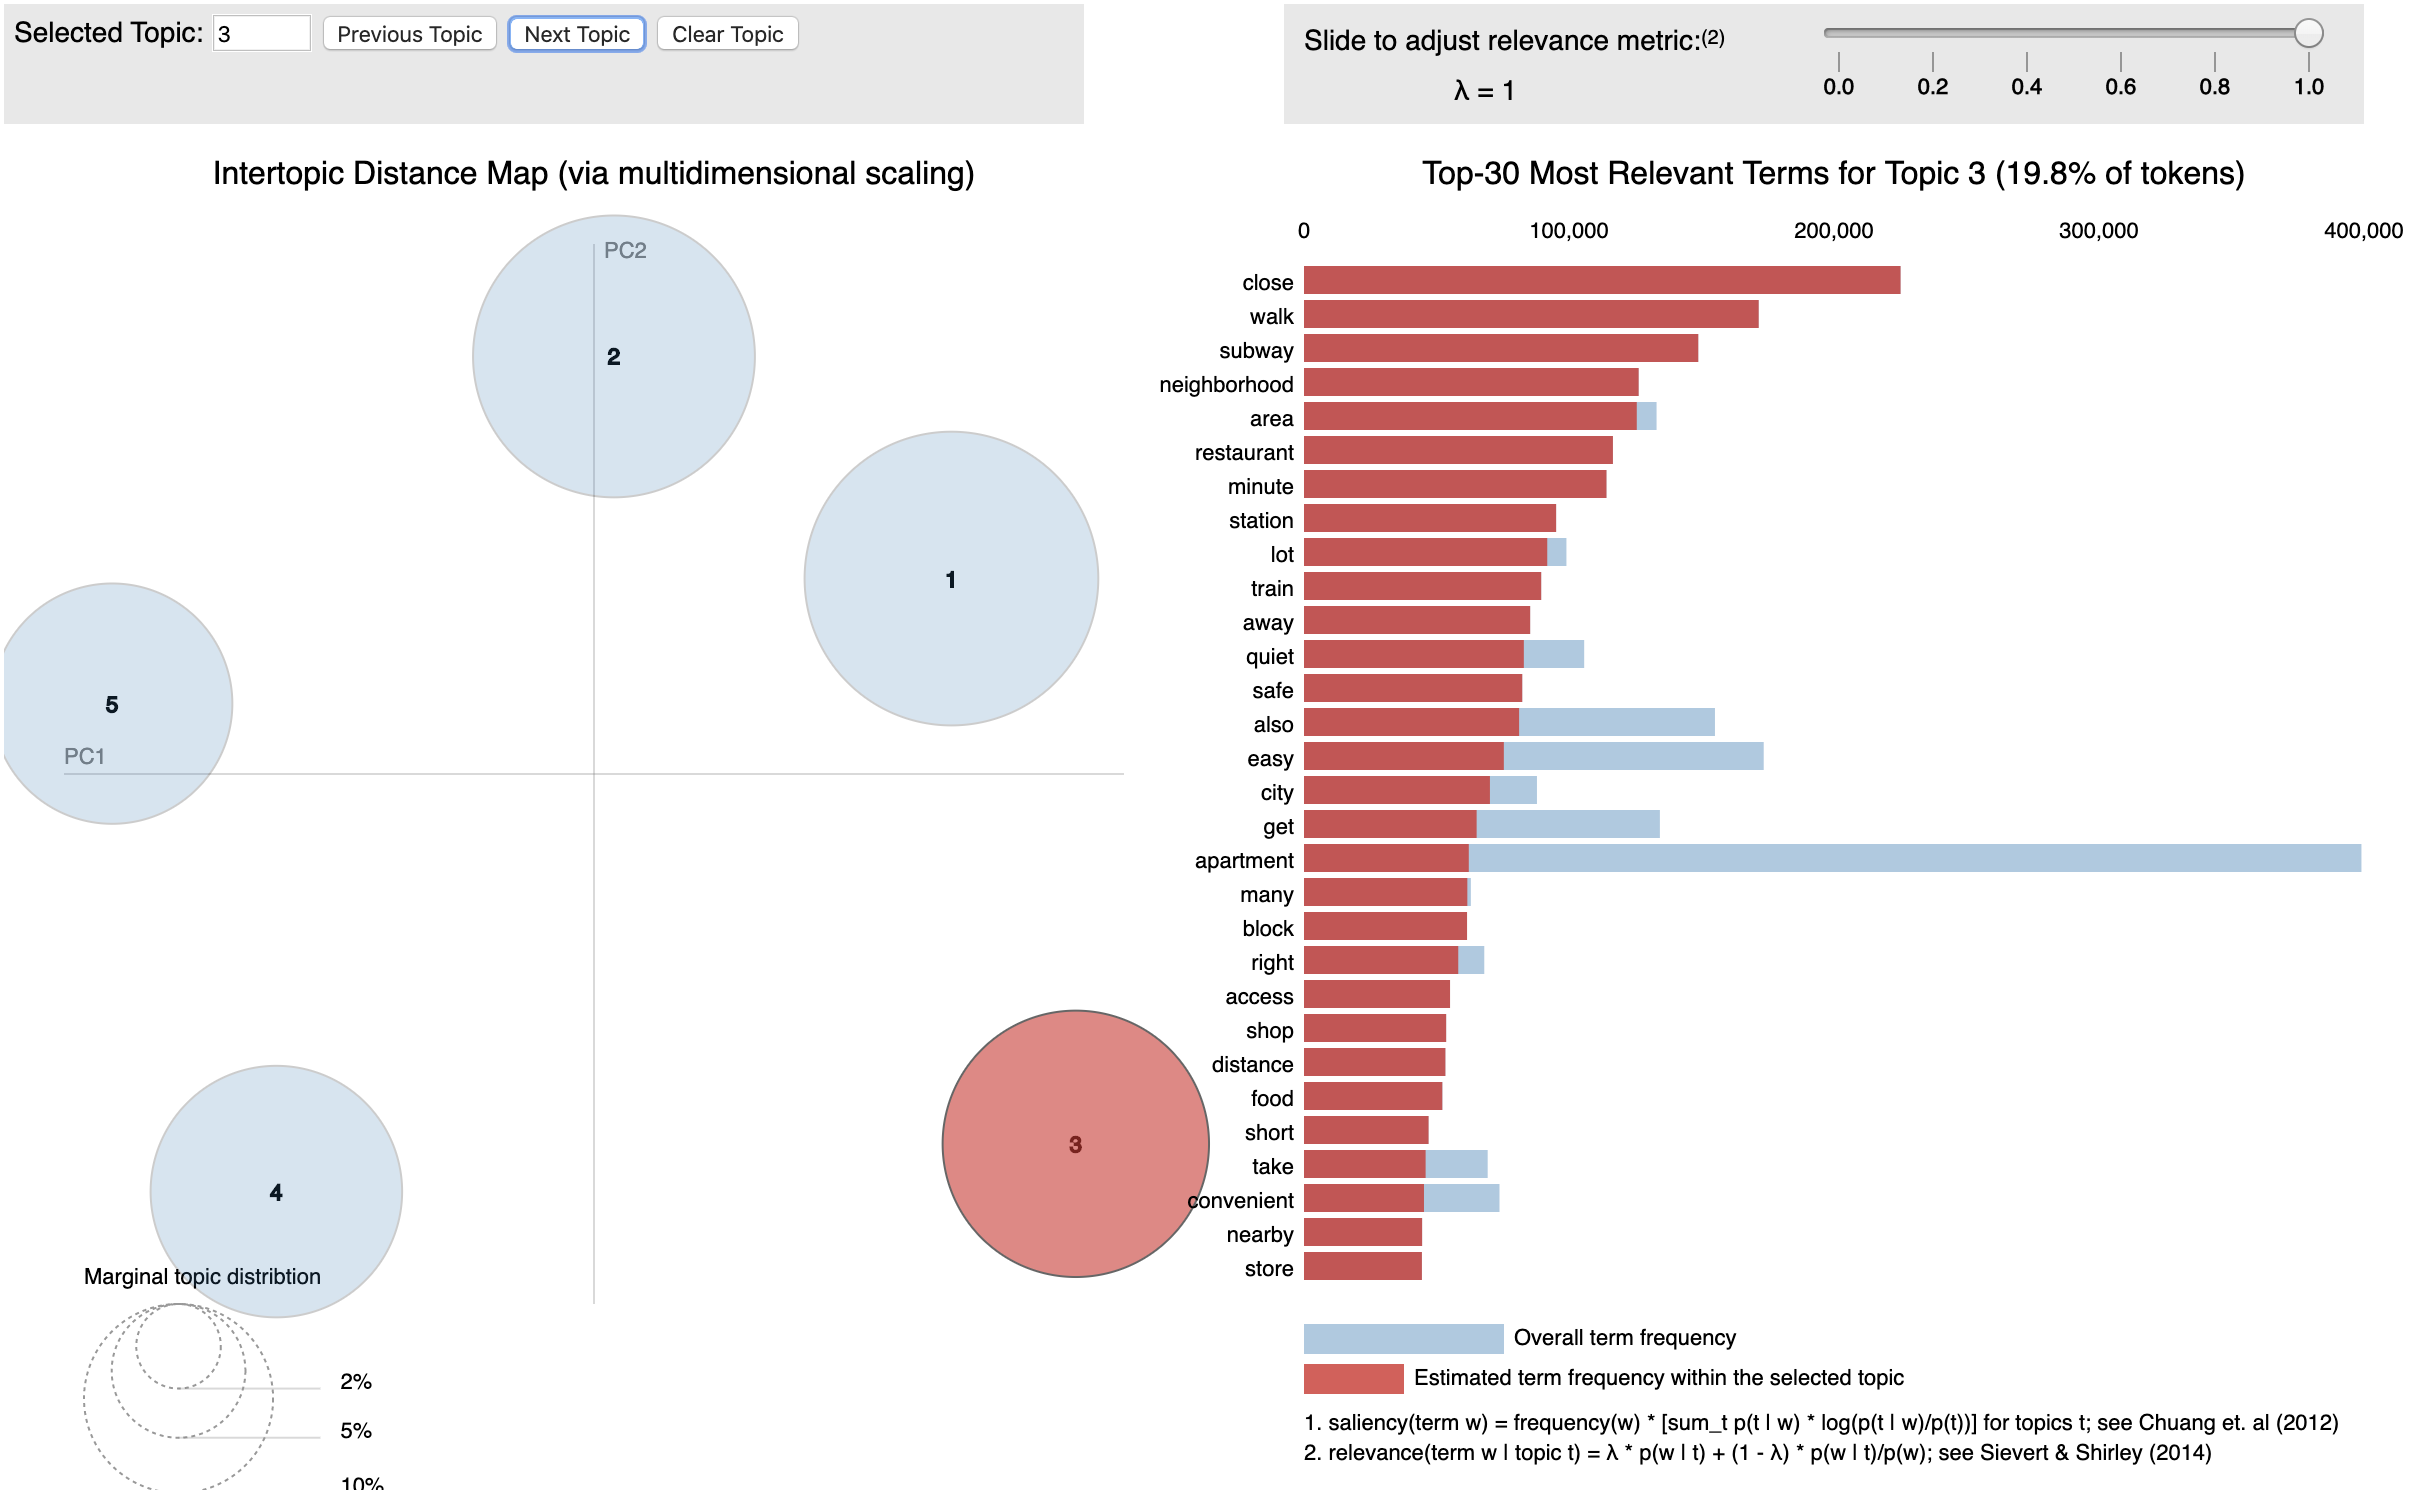 Selected Topic: 3 Previous Topic Next Topic Clear Topic
Slide to adjust relevance metric:(2)
λ = 1
0.0 0.2 0.4 0.6 0.8 1.0
Intertopic Distance Map (via multidimensional scaling)
PC2
2
1
5
PC1
3
4
Marginal topic distribtion
2%
5%
10%
Top-30 Most Relevant Terms for Topic 3 (19.8% of tokens)
0 100,000 200,000 300,000 400,000
close
walk
subway
neighborhood
area
restaurant
minute
station
lot
train
away
quiet
safe
also
easy
city
get
apartment
many
block
right
access
shop
distance
food
short
take
convenient
nearby
store
Overall term frequency
Estimated term frequency within the selected topic
1. saliency(term w) = frequency(w) * [sum_t p(t | w) * log(p(t | w)/p(t))] for topics t; see Chuang et. al (2012)
2. relevance(term w | topic t) = λ * p(w | t) + (1 - λ) * p(w | t)/p(w); see Sievert & Shirley (2014)